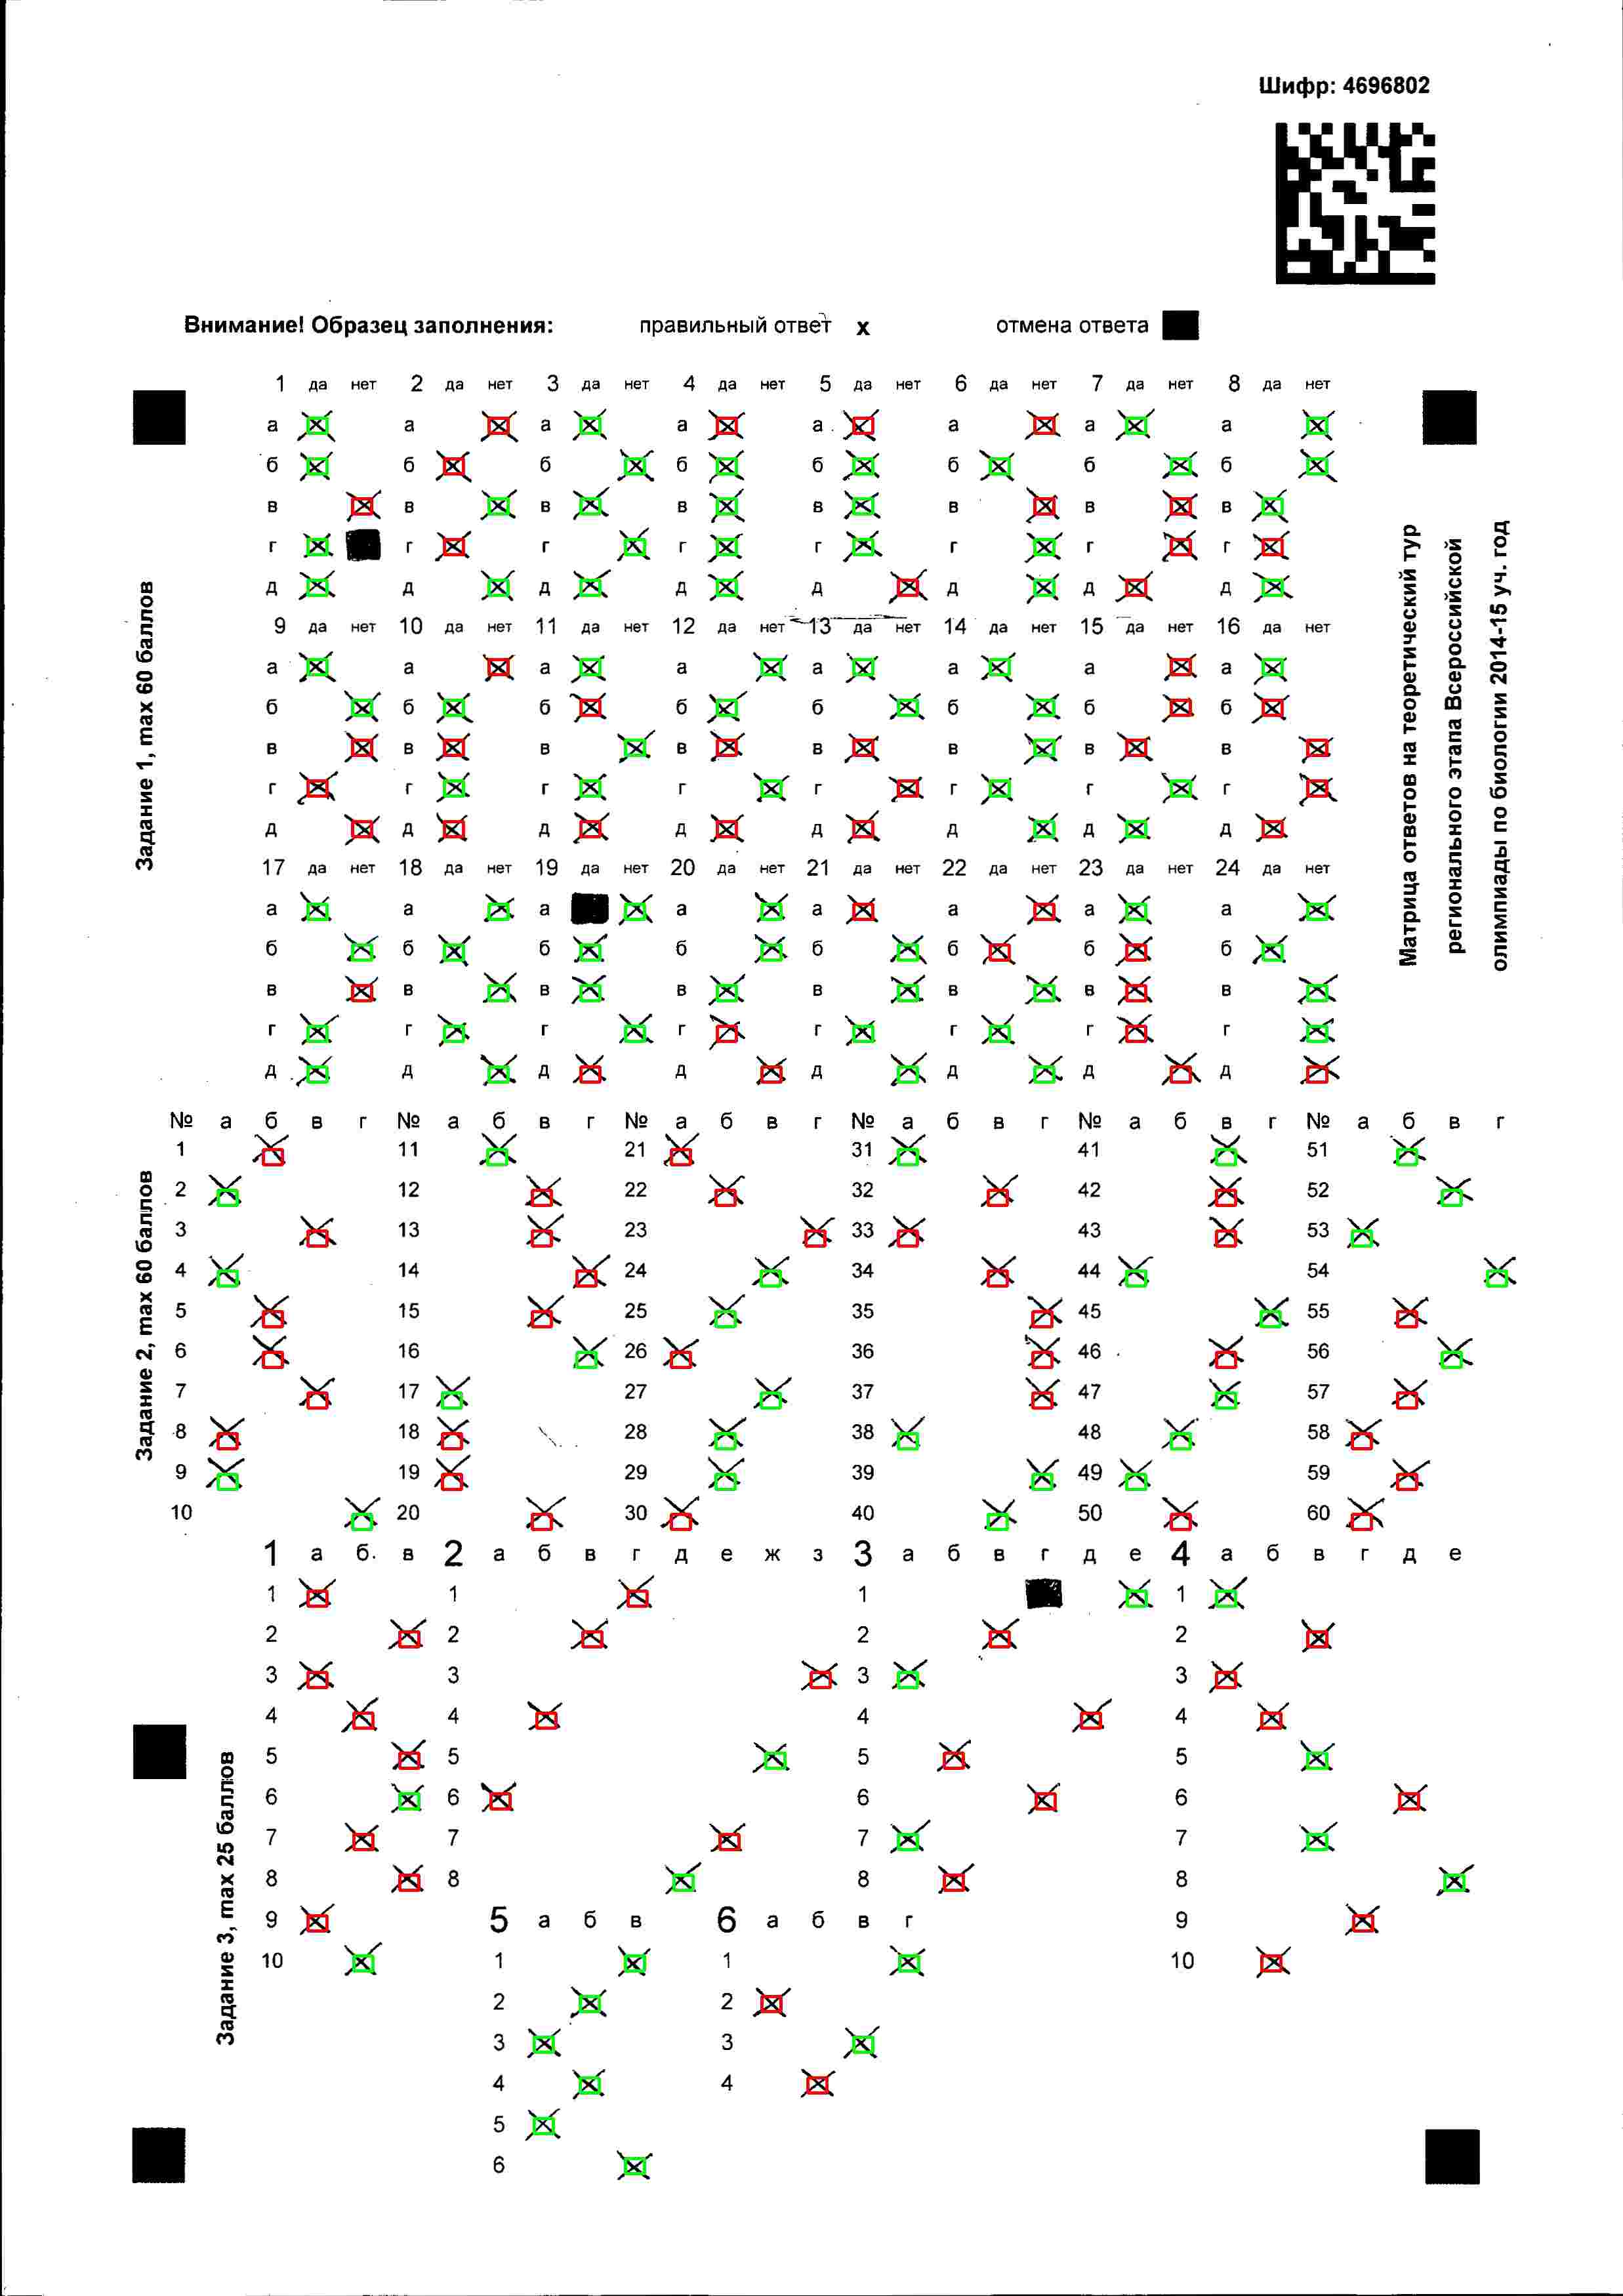 Шифр: 4696802
Внимание! Образец заполнения: правильный ответ x отмена ответа
1 да нет 2 да нет 3 да нет 4 да нет 5 да нет 6 да нет 7 да нет 8 да нет
а а а а а а а а
б б б б б б б б
в в в в в в в в
г г г г г г г г
д д д д д д д д
9 да нет 10 да нет 11 да нет 12 да нет 13 да нет 14 да нет 15 да нет 16 да нет
а а а а а а а а
б б б б б б б б
в в в в в в в в
г г г г г г г г
д д д д д д д д
17 да нет 18 да нет 19 да нет 20 да нет 21 да нет 22 да нет 23 да нет 24 да нет
а а а а а а а а
б б б б б б б б
в в в в в в в в
г г г г г г г г
д д д д д д д д
Задание 1, max 60 баллов
Матрица ответов на теоретический тур
регионального этапа Всероссийской
олимпиады по биологии 2014-15 уч. год
№ а б в г № а б в г № а б в г № а б в г № а б в г № а б в г
1 11 21 31 41 51
2 12 22 32 42 52
3 13 23 33 43 53
4 14 24 34 44 54
5 15 25 35 45 55
6 16 26 36 46 56
7 17 27 37 47 57
8 18 28 38 48 58
9 19 29 39 49 59
10 20 30 40 50 60
Задание 2, max 60 баллов
1 а б в 2 а б в г д е ж з 3 а б в г д е 4 а б в г д е
1 1 1 1
2 2 2 2
3 3 3 3
4 4 4 4
5 5 5 5
6 6 6 6
7 7 7 7
8 8 8 8
9 5 а б в 6 а б в г 9
10 1 1 10
2 2
3 3
4 4
5
6
Задание 3, max 25 баллов